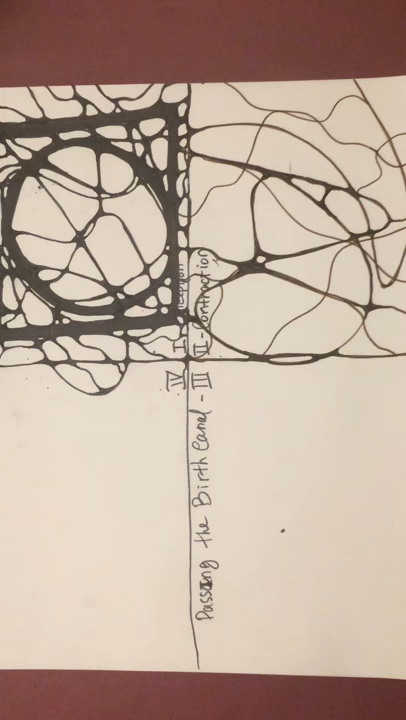 IV I
Passing the Birth Canal - III II - Contraction